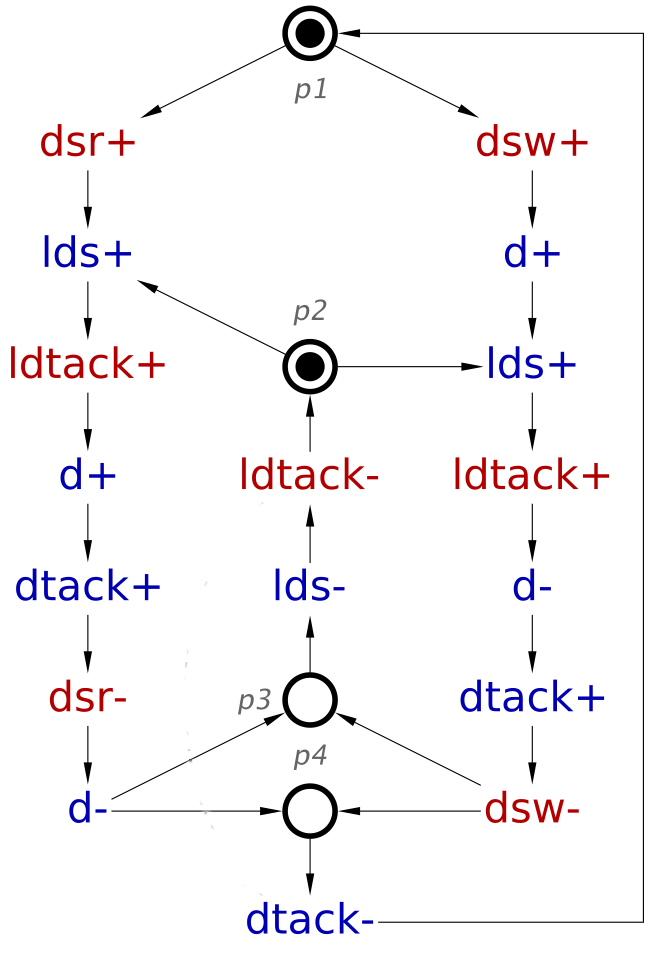 p1
dsr+
dsw+
lds+
d+
p2
ldtack+
lds+
d+
ldtack-
ldtack+
dtack+
lds-
d-
dsr-
p3
dtack+
p4
d-
dsw-
dtack-